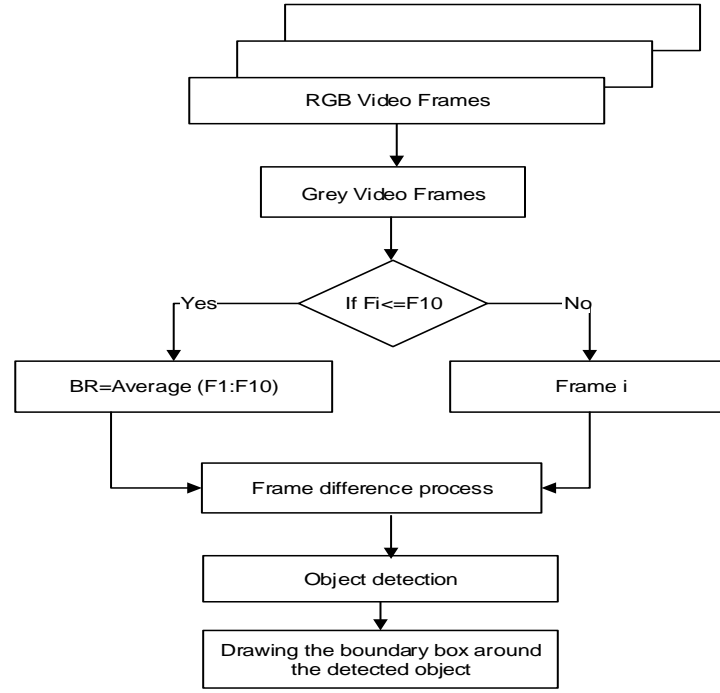 RGB Video Frames
Grey Video Frames
If Fi<=F10
Yes
No
BR=Average (F1:F10)
Frame i
Frame difference process
Object detection
Drawing the boundary box around
the detected object